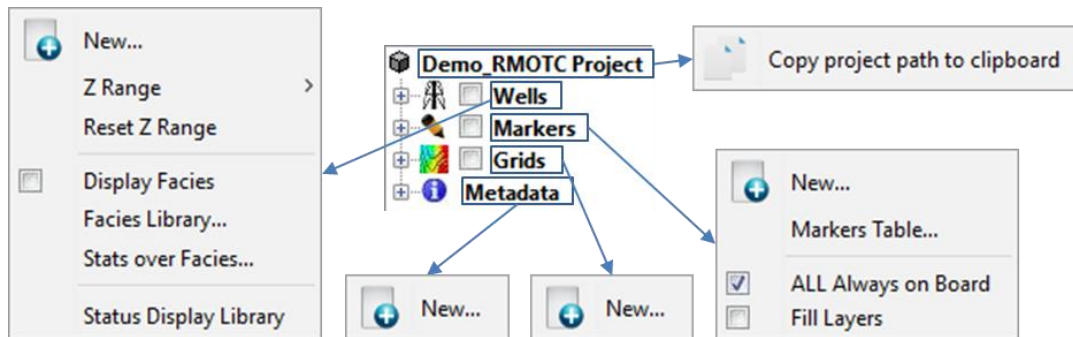 New...
Z Range
Reset Z Range
Display Facies
Facies Library...
Stats over Facies...
Status Display Library
Demo_RMOTC Project
Wells
Markers
Grids
Metadata
New...
New...
Copy project path to clipboard
New...
Markers Table...
ALL Always on Board
Fill Layers